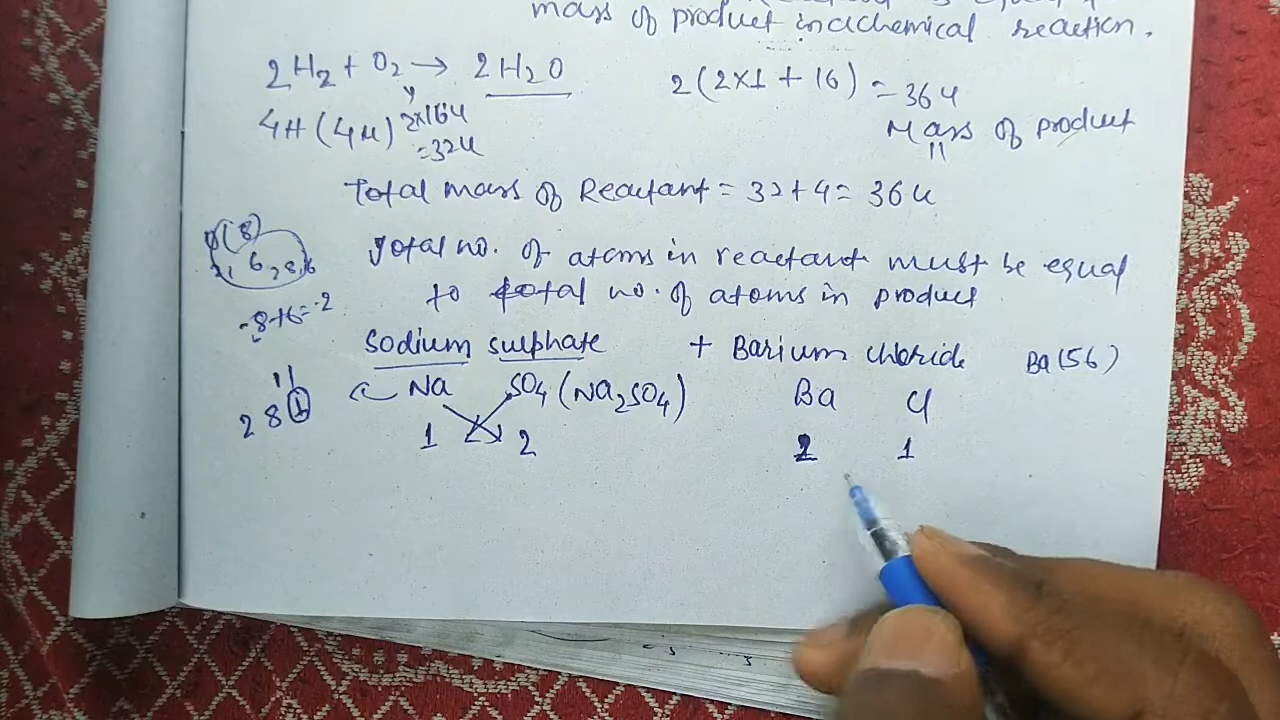 mass of product in a chemical reaction.
2H₂ + O₂ → 2H₂O
2(2×1 + 16) = 36u
4H (4u) 2×16u
= 32u
Mass of product
Total mass of Reactant = 32 + 4 = 36u
(8)
6 2,8,6
Total no. of atoms in reactant must be equal
to total no. of atoms in product
-8+6=-2
Sodium sulphate + Barium chloride Ba(56)
11
2 8 1
Na SO₄ (Na₂SO₄) Ba Cl
1 2 2 1